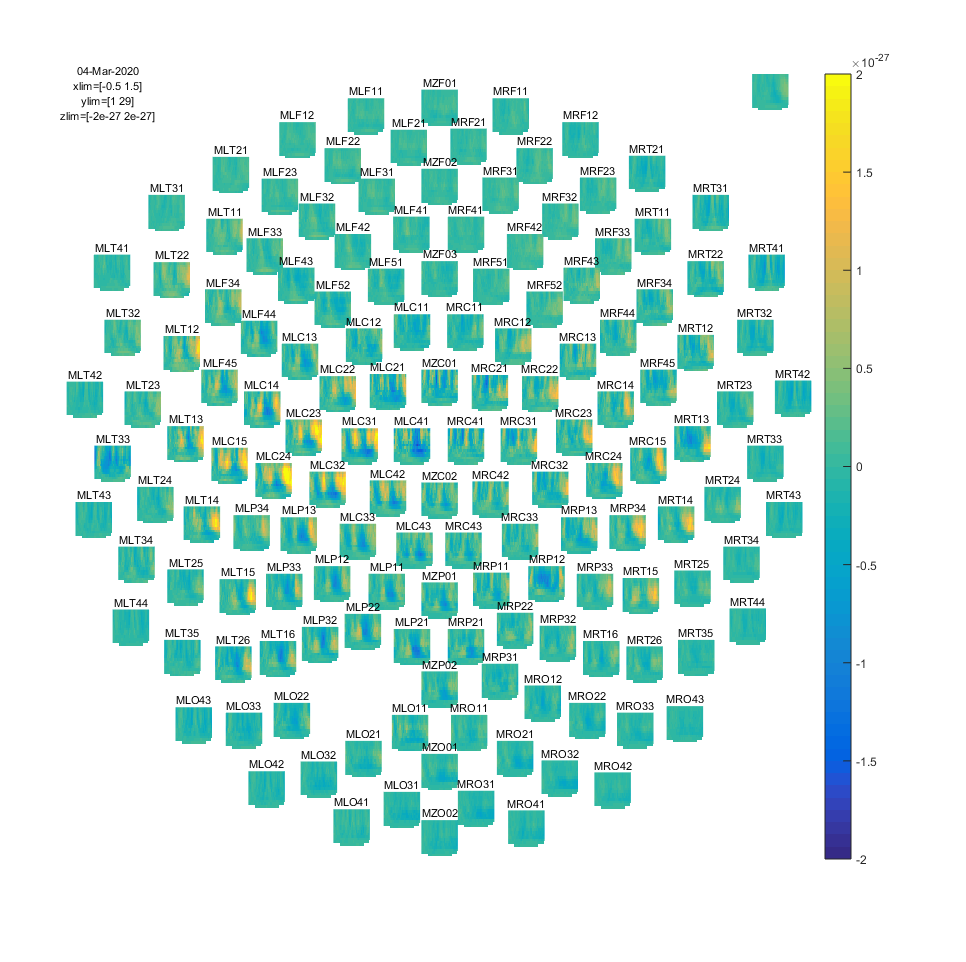 04-Mar-2020
xlim=[-0.5 1.5]
ylim=[1 29]
zlim=[-2e-27 2e-27]
×10-27
2
1.5
1
0.5
0
-0.5
-1
-1.5
-2
MZF01
MLF11 MRF11
MLF12 MRF12
MLF21 MRF21
MLT21 MLF22 MRF22 MRT21
MZF02
MLF23 MLF31 MRF31 MRF23
MLT31 MRT31
MLF32 MRF32
MLT11 MLF41 MRF41 MRT11
MLF33 MLF42 MRF42 MRF33
MLT41 MRT41
MLT22 MLF43 MLF51 MZF03 MRF51 MRF43 MRT22
MLF34 MLF52 MRF52 MRF34
MLT32 MLF44 MLC11 MRC11 MRF44 MRT32
MLT12 MLC13 MLC12 MRC12 MRC13 MRT12
MLF45 MLC22 MLC21 MZC01 MRC21 MRC22 MRF45
MLT42 MRT42
MLT23 MLC14 MRC14 MRT23
MLT13 MLC23 MLC31 MLC41 MRC41 MRC31 MRC23 MRT13
MLT33 MLC15 MRC15 MRT33
MLC24 MLC32 MRC32 MRC24
MLT24 MLC42 MZC02 MRC42 MRT24
MLT43 MLT14 MRT14 MRT43
MLP34 MLP13 MLC33 MRC33 MRP13 MRP34
MLC43 MRC43
MLT34 MRT34
MLT25 MLP33 MLP12 MLP11 MRP11 MRP12 MRP33 MRT25
MLT15 MZP01 MRT15
MLT44 MLP22 MRP22 MRT44
MLP32 MLP21 MRP21 MRP32
MLT35 MLT26 MLT16 MRT16 MRT26 MRT35
MZP02 MRP31
MRO12
MLO43 MLO33 MLO22 MRO22 MRO33 MRO43
MLO11 MRO11
MLO21 MRO21
MLO32 MZO01 MRO32
MLO42 MRO42
MLO31 MRO31
MLO41 MZO02 MRO41